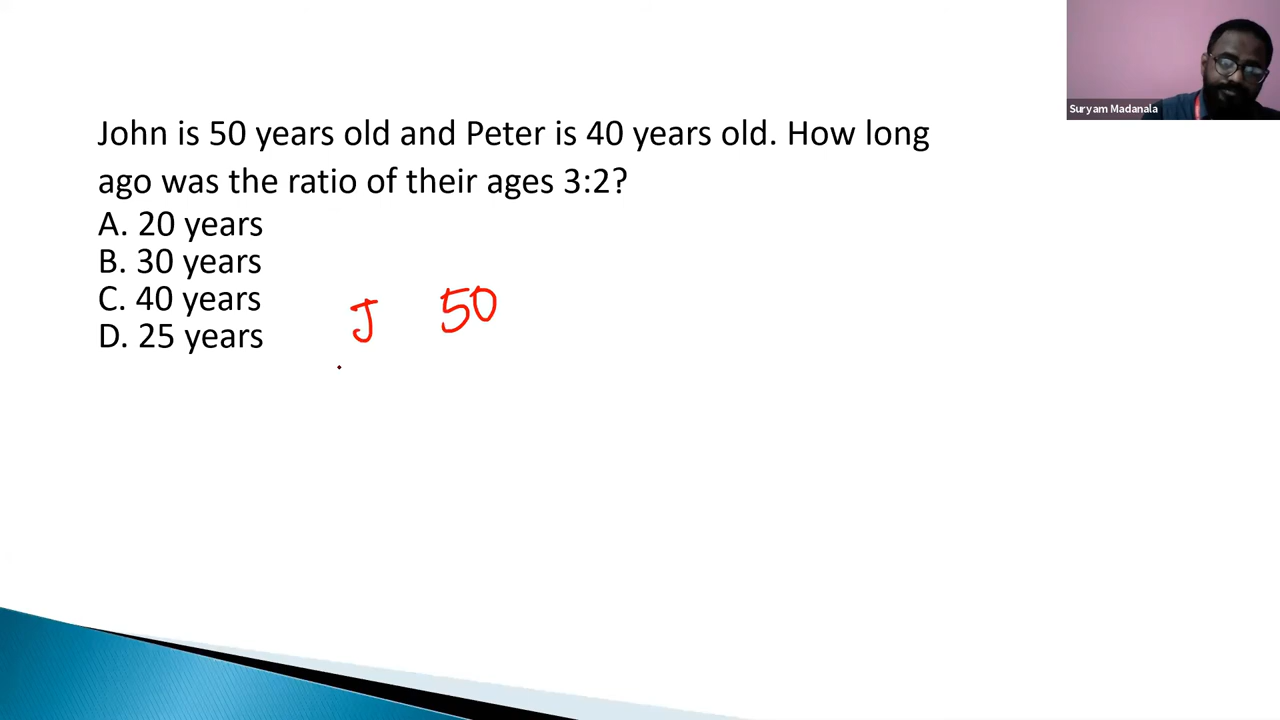 Suryam Madanala
John is 50 years old and Peter is 40 years old. How long
ago was the ratio of their ages 3:2?
A. 20 years
B. 30 years
C. 40 years
D. 25 years
J 50